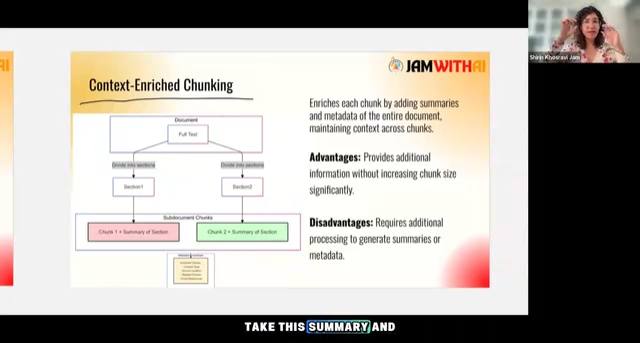 AI
JAMWITHAI
Shirin Khosravi Jam
Context-Enriched Chunking
Document
Full Text
Divide into sections
Divide into sections
Section1
Section2
Subdocument Chunks
Chunk 1 + Summary of Section
Chunk 2 + Summary of Section
Enriches each chunk by adding summaries
and metadata of the entire document,
maintaining context across chunks.
Advantages: Provides additional
information without increasing chunk size
significantly.
Disadvantages: Requires additional
processing to generate summaries or
metadata.
TAKE THIS SUMMARY AND